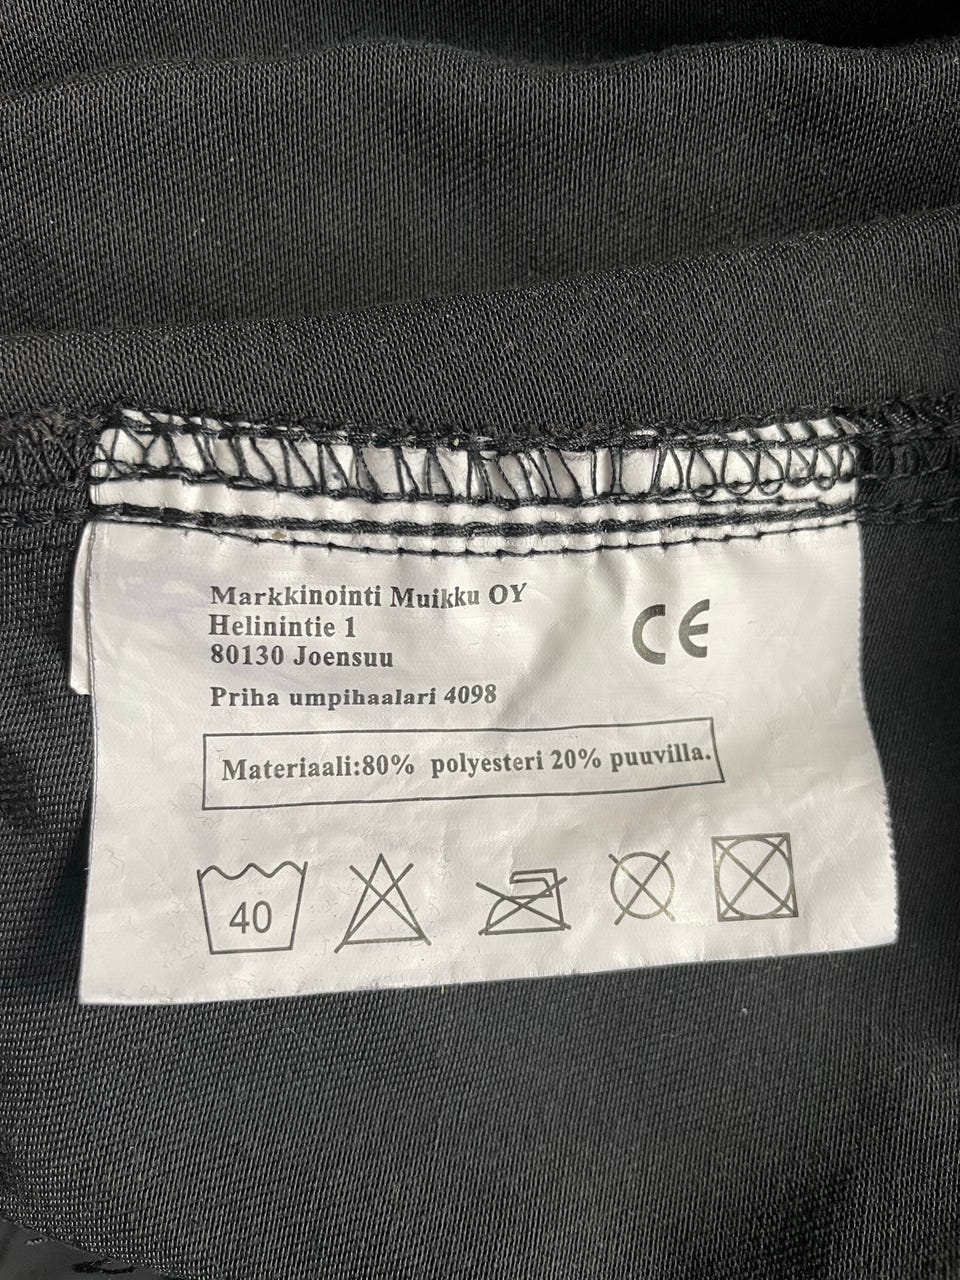 Markkinointi Muikku OY
Helinintie 1
80130 Joensuu
CE
Priha umpihaalari 4098
Materiaali:80% polyesteri 20% puuvilla.
40